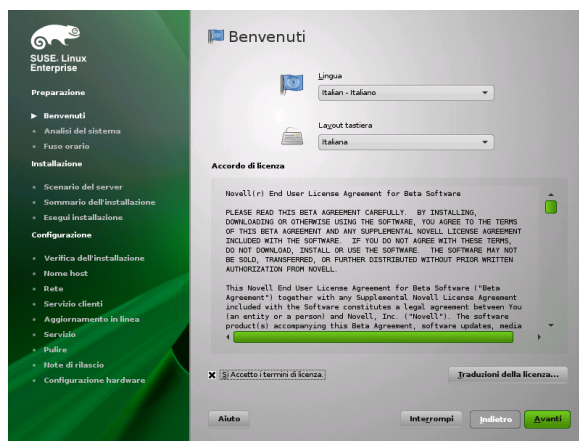 SUSE. Linux
Enterprise
Preparazione
Benvenuti
Analisi del sistema
Fuso orario
Installazione
Scenario del server
Sommario dell'installazione
Esegui installazione
Configurazione
Verifica dell'installazione
Nome host
Rete
Servizio clienti
Aggiornamento in linea
Servizio
Pulire
Note di rilascio
Configurazione hardware
Benvenuti
Lingua
Italian - Italiano
Layout tastiera
Italiana
Accordo di licenza
Novell(r) End User License Agreement for Beta Software
PLEASE READ THIS BETA AGREEMENT CAREFULLY. BY INSTALLING,
DOWNLOADING OR OTHERWISE USING THE SOFTWARE, YOU AGREE TO THE TERMS
OF THIS BETA AGREEMENT AND ANY SUPPLEMENTAL NOVELL LICENSE AGREEMENT
INCLUDED WITH THE SOFTWARE. IF YOU DO NOT AGREE WITH THESE TERMS,
DO NOT DOWNLOAD, INSTALL OR USE THE SOFTWARE. THE SOFTWARE MAY NOT
BE SOLD, TRANSFERRED, OR FURTHER DISTRIBUTED WITHOUT PRIOR WRITTEN
AUTHORIZATION FROM NOVELL.
This Novell End User License Agreement for Beta Software ("Beta
Agreement") together with any Supplemental Novell License Agreement
included with the Software constitutes a legal agreement between You
(an entity or a person) and Novell, Inc. ("Novell"). The software
product(s) accompanying this Beta Agreement, software updates, media
S) Accetto i termini di licenza.
Traduzioni della licenza...
Aiuto
Interrompi
Indietro
Avanti